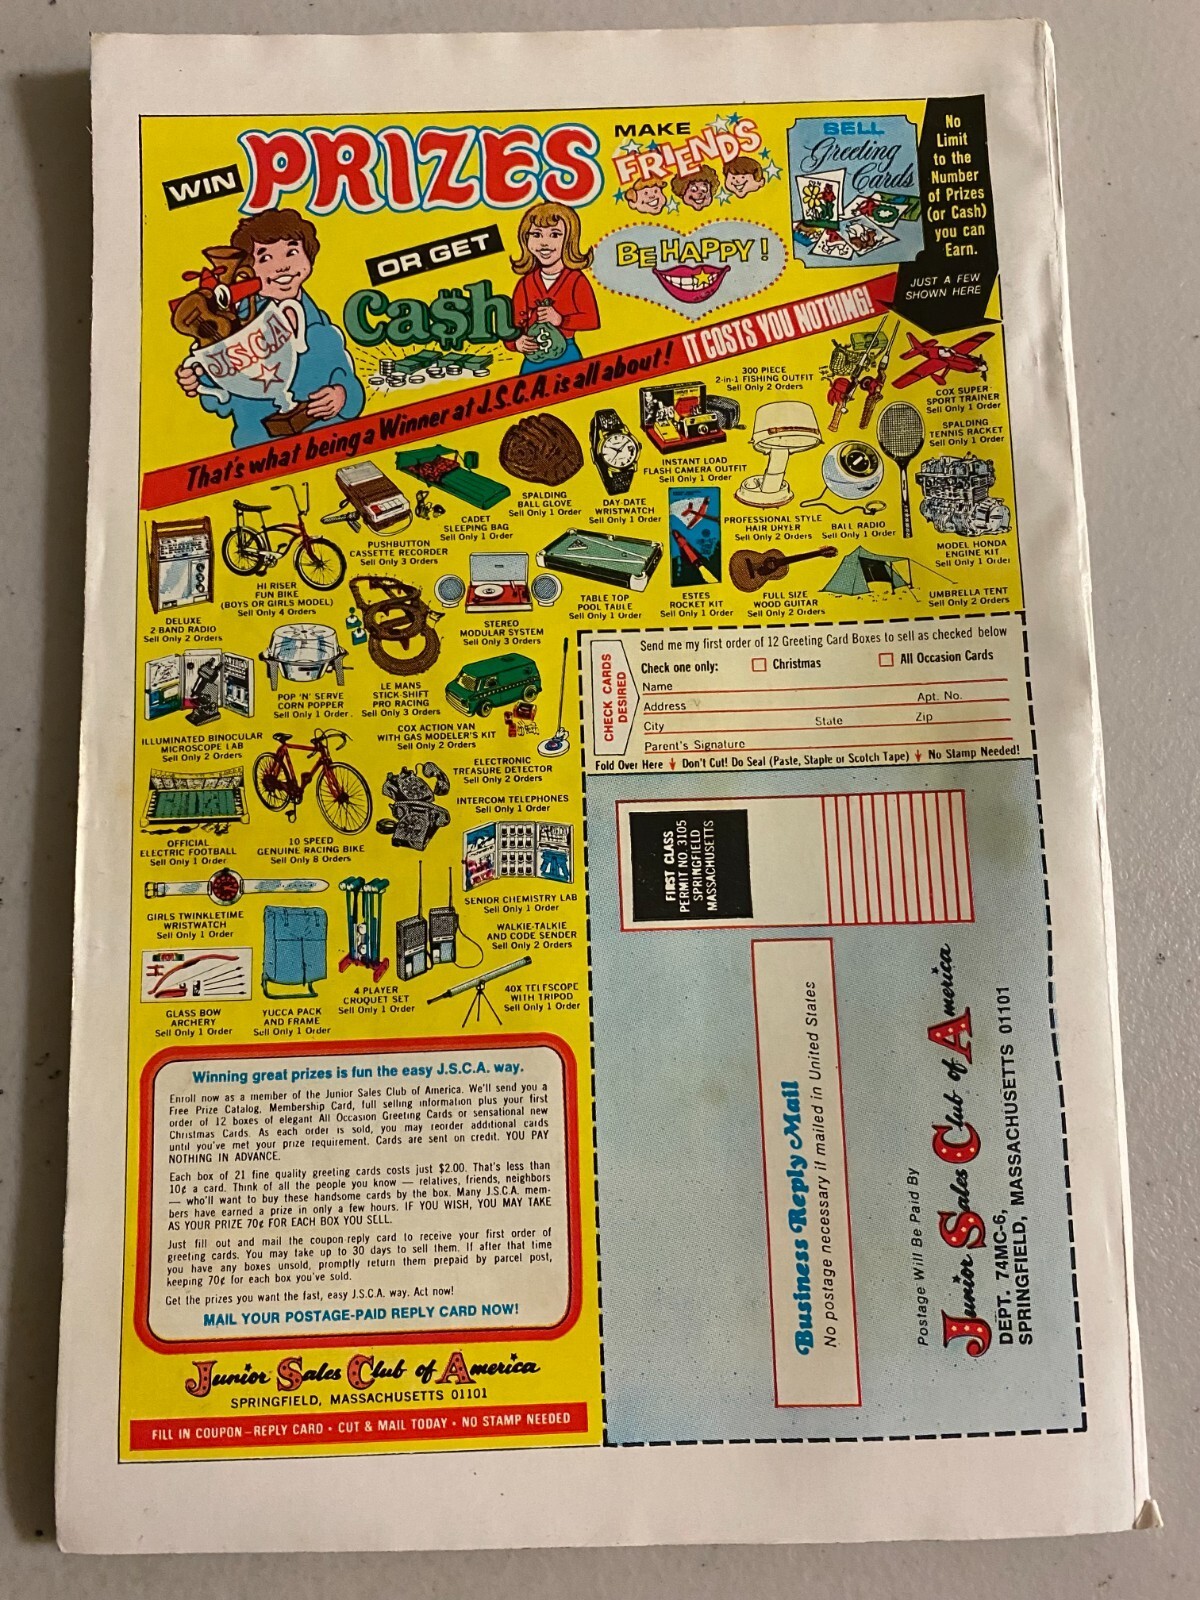 WIN PRIZES
OR GET
Ca$h
MAKE
FRIENDS
BE HAPPY!
SELL
Greeting
Cards
No
Limit
to the
Number
of Prizes
(or Cash)
you can
Earn.
JUST A FEW
SHOWN HERE
J.S.C.A.
That's what being a Winner at J.S.C.A. is all about! IT COSTS YOU NOTHING!
300 PIECE
2-in-1 FISHING OUTFIT
Sell Only 2 Orders
COX SUPER-
SPORT TRAINER
Sell Only 1 Order
SPALDING
TENNIS RACKET
Sell Only 1 Order
INSTANT LOAD
FLASH CAMERA OUTFIT
Sell Only 1 Order
DAY-DATE
WRISTWATCH
Sell Only 1 Order
SPALDING
BALL GLOVE
Sell Only 1 Order
CADET
SLEEPING BAG
Sell Only 1 Order
PUSHBUTTON
CASSETTE RECORDER
Sell Only 3 Orders
PROFESSIONAL STYLE
HAIR DRYER
Sell Only 2 Orders
BALL RADIO
Sell Only 1 Order
MODEL HONDA
ENGINE KIT
Sell Only 1 Order
HI RISER
FUN BIKE
(BOYS OR GIRLS MODEL)
Sell Only 4 Orders
DELUXE
2-BAND RADIO
Sell Only 2 Orders
STEREO
MODULAR SYSTEM
Sell Only 3 Orders
TABLE TOP
POOL TABLE
Sell Only 1 Order
ESTES
ROCKET KIT
Sell Only 1 Order
FULL SIZE
WOOD GUITAR
Sell Only 2 Orders
UMBRELLA TENT
Sell Only 2 Orders
POP 'N' SERVE
CORN POPPER
Sell Only 1 Order
LE MANS
STICK-SHIFT
PRO RACING
Sell Only 3 Orders
COX ACTION VAN
WITH GAS MODELER'S KIT
Sell Only 2 Orders
ILLUMINATED BINOCULAR
MICROSCOPE LAB
Sell Only 2 Orders
ELECTRONIC
TREASURE DETECTOR
Sell Only 2 Orders
INTERCOM TELEPHONES
Sell Only 1 Order
OFFICIAL
ELECTRIC FOOTBALL
Sell Only 1 Order
10 SPEED
GENUINE RACING BIKE
Sell Only 8 Orders
SENIOR CHEMISTRY LAB
Sell Only 1 Order
GIRLS TWINKLETIME
WRISTWATCH
Sell Only 1 Order
WALKIE-TALKIE
AND CODE SENDER
Sell Only 2 Orders
4 PLAYER
CROQUET SET
Sell Only 1 Order
40X TELESCOPE
WITH TRIPOD
Sell Only 1 Order
GLASS BOW
ARCHERY
Sell Only 1 Order
YUCCA PACK
AND FRAME
Sell Only 1 Order
Winning great prizes is fun the easy J.S.C.A. way.
Enroll now as a member of the Junior Sales Club of America. We'll send you a
Free Prize Catalog, Membership Card, full selling information plus your first
order of 12 boxes of elegant All Occasion Greeting Cards or sensational new
Christmas Cards. As each order is sold, you may reorder additional cards
until you've met your prize requirement. Cards are sent on credit. YOU PAY
NOTHING IN ADVANCE.
Each box of 21 fine quality greeting cards costs just $2.00. That's less than
10¢ a card. Think of all the people you know — relatives, friends, neighbors
— who'll want to buy these handsome cards by the box. Many J.S.C.A. mem-
bers have earned a prize in only a few hours. IF YOU WISH, YOU MAY TAKE
AS YOUR PRIZE 70¢ FOR EACH BOX YOU SELL.
Just fill out and mail the coupon-reply card to receive your first order of
greeting cards. You may take up to 30 days to sell them. If after that time
you have any boxes unsold, promptly return them prepaid by parcel post,
keeping 70¢ for each box you've sold.
Get the prizes you want the fast, easy J.S.C.A. way. Act now!
MAIL YOUR POSTAGE-PAID REPLY CARD NOW!
Junior Sales Club of America
SPRINGFIELD, MASSACHUSETTS 01101
FILL IN COUPON–REPLY CARD • CUT & MAIL TODAY • NO STAMP NEEDED
CHECK CARDS
DESIRED
Send me my first order of 12 Greeting Card Boxes to sell as checked below
Check one only: Christmas All Occasion Cards
Name
Address Apt. No.
City State Zip
Parent's Signature
Fold Over Here Don't Cut! Do Seal (Paste, Staple or Scotch Tape) No Stamp Needed!
FIRST CLASS
PERMIT NO. 3105
SPRINGFIELD
MASSACHUSETTS
Business Reply Mail
No postage necessary if mailed in United States
Postage Will Be Paid By
Junior Sales Club of America
DEPT. 74MC-6,
SPRINGFIELD, MASSACHUSETTS 01101